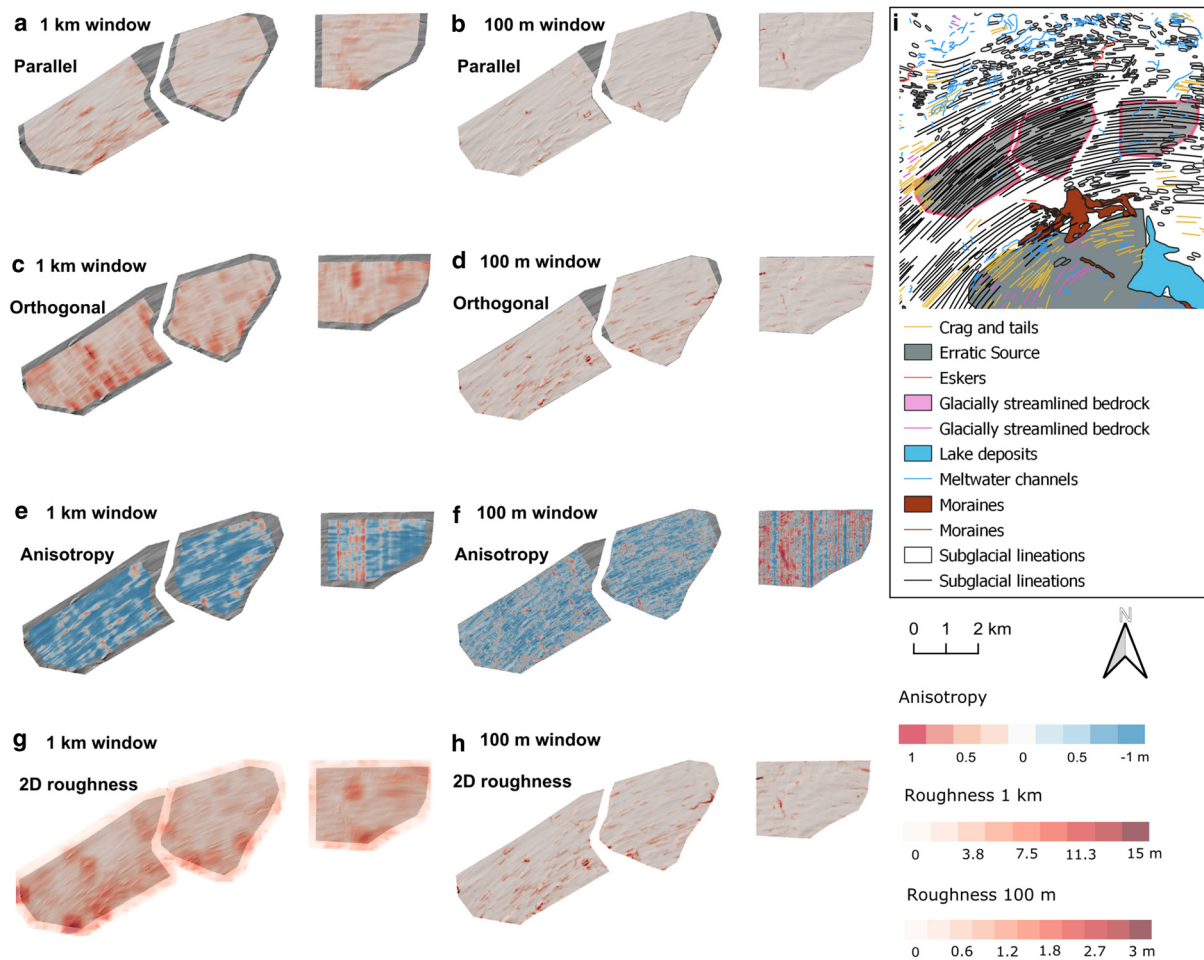 a 1 km window
Parallel
b 100 m window
Parallel
c 1 km window
Orthogonal
d 100 m window
Orthogonal
e 1 km window
Anisotropy
f 100 m window
Anisotropy
g 1 km window
2D roughness
h 100 m window
2D roughness
i
Crag and tails
Erratic Source
Eskers
Glacially streamlined bedrock
Glacially streamlined bedrock
Lake deposits
Meltwater channels
Moraines
Moraines
Subglacial lineations
Subglacial lineations
0 1 2 km
N
Anisotropy
1 0.5 0 0.5 -1 m
Roughness 1 km
0 3.8 7.5 11.3 15 m
Roughness 100 m
0 0.6 1.2 1.8 2.7 3 m